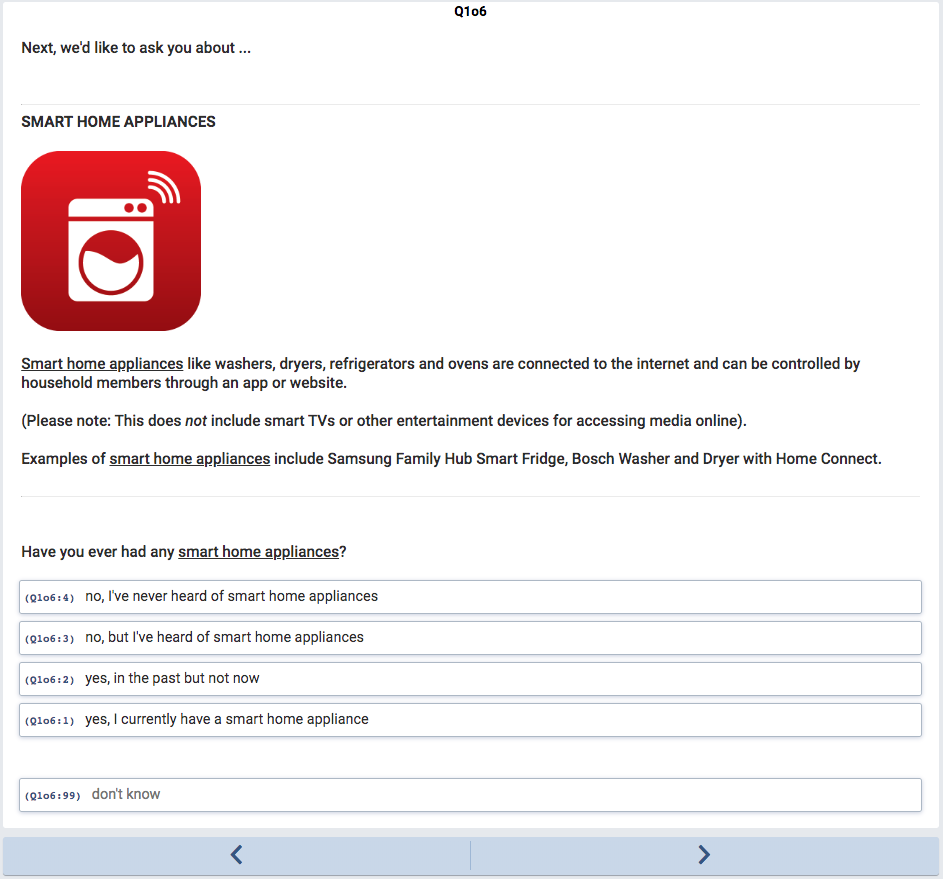 Q1o6
Next, we'd like to ask you about ...
SMART HOME APPLIANCES
Smart home appliances like washers, dryers, refrigerators and ovens are connected to the internet and can be controlled by
household members through an app or website.
(Please note: This does not include smart TVs or other entertainment devices for accessing media online).
Examples of smart home appliances include Samsung Family Hub Smart Fridge, Bosch Washer and Dryer with Home Connect.
Have you ever had any smart home appliances?
(Q1o6:4) no, I've never heard of smart home appliances
(Q1o6:3) no, but I've heard of smart home appliances
(Q1o6:2) yes, in the past but not now
(Q1o6:1) yes, I currently have a smart home appliance
(Q1o6:99) don't know